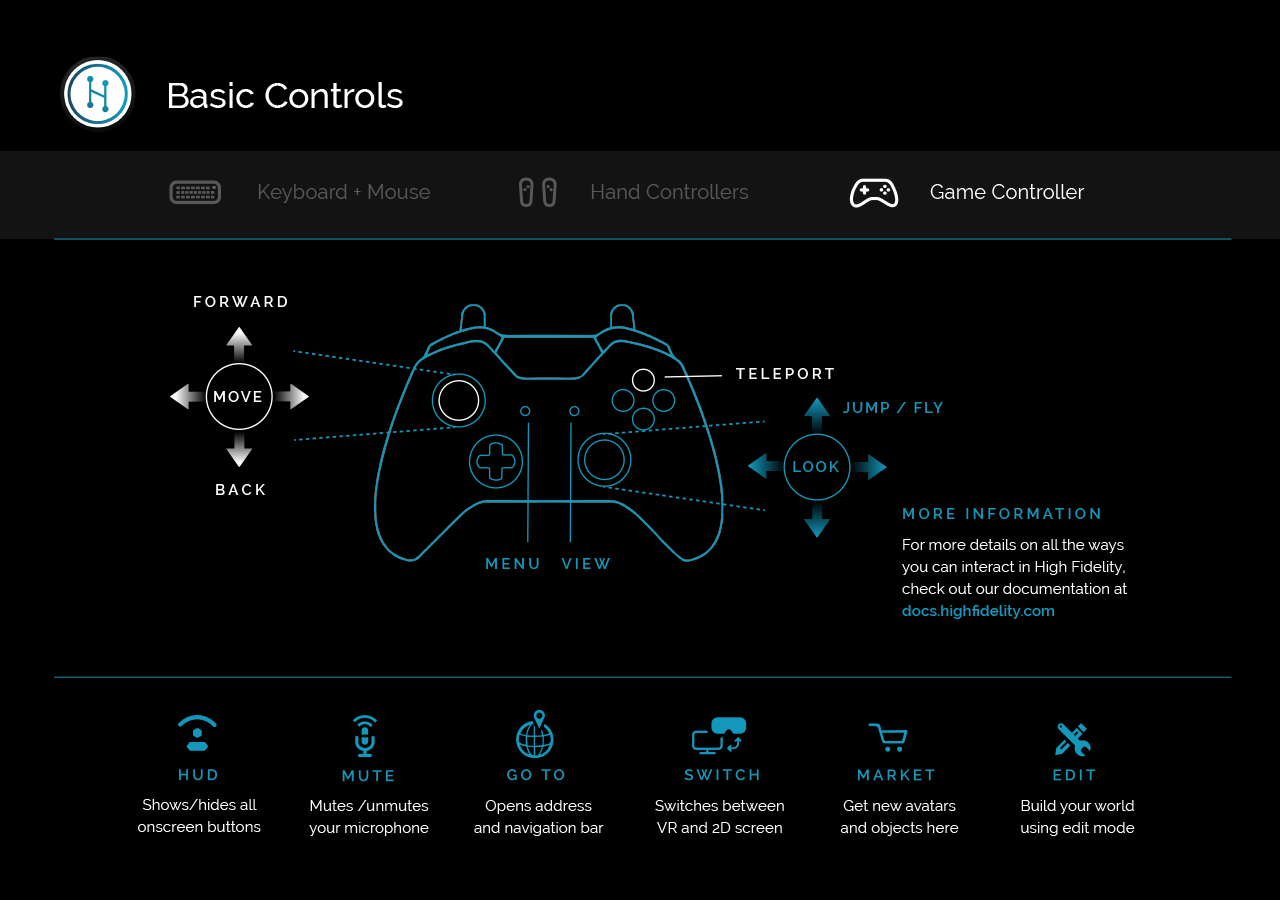 Basic Controls
Keyboard + Mouse
Hand Controllers
Game Controller
FORWARD
MOVE
BACK
TELEPORT
JUMP / FLY
LOOK
MENU
VIEW
MORE INFORMATION
For more details on all the ways
you can interact in High Fidelity,
check out our documentation at
docs.highfidelity.com
HUD
Shows/hides all
onscreen buttons
MUTE
Mutes /unmutes
your microphone
GO TO
Opens address
and navigation bar
SWITCH
Switches between
VR and 2D screen
MARKET
Get new avatars
and objects here
EDIT
Build your world
using edit mode